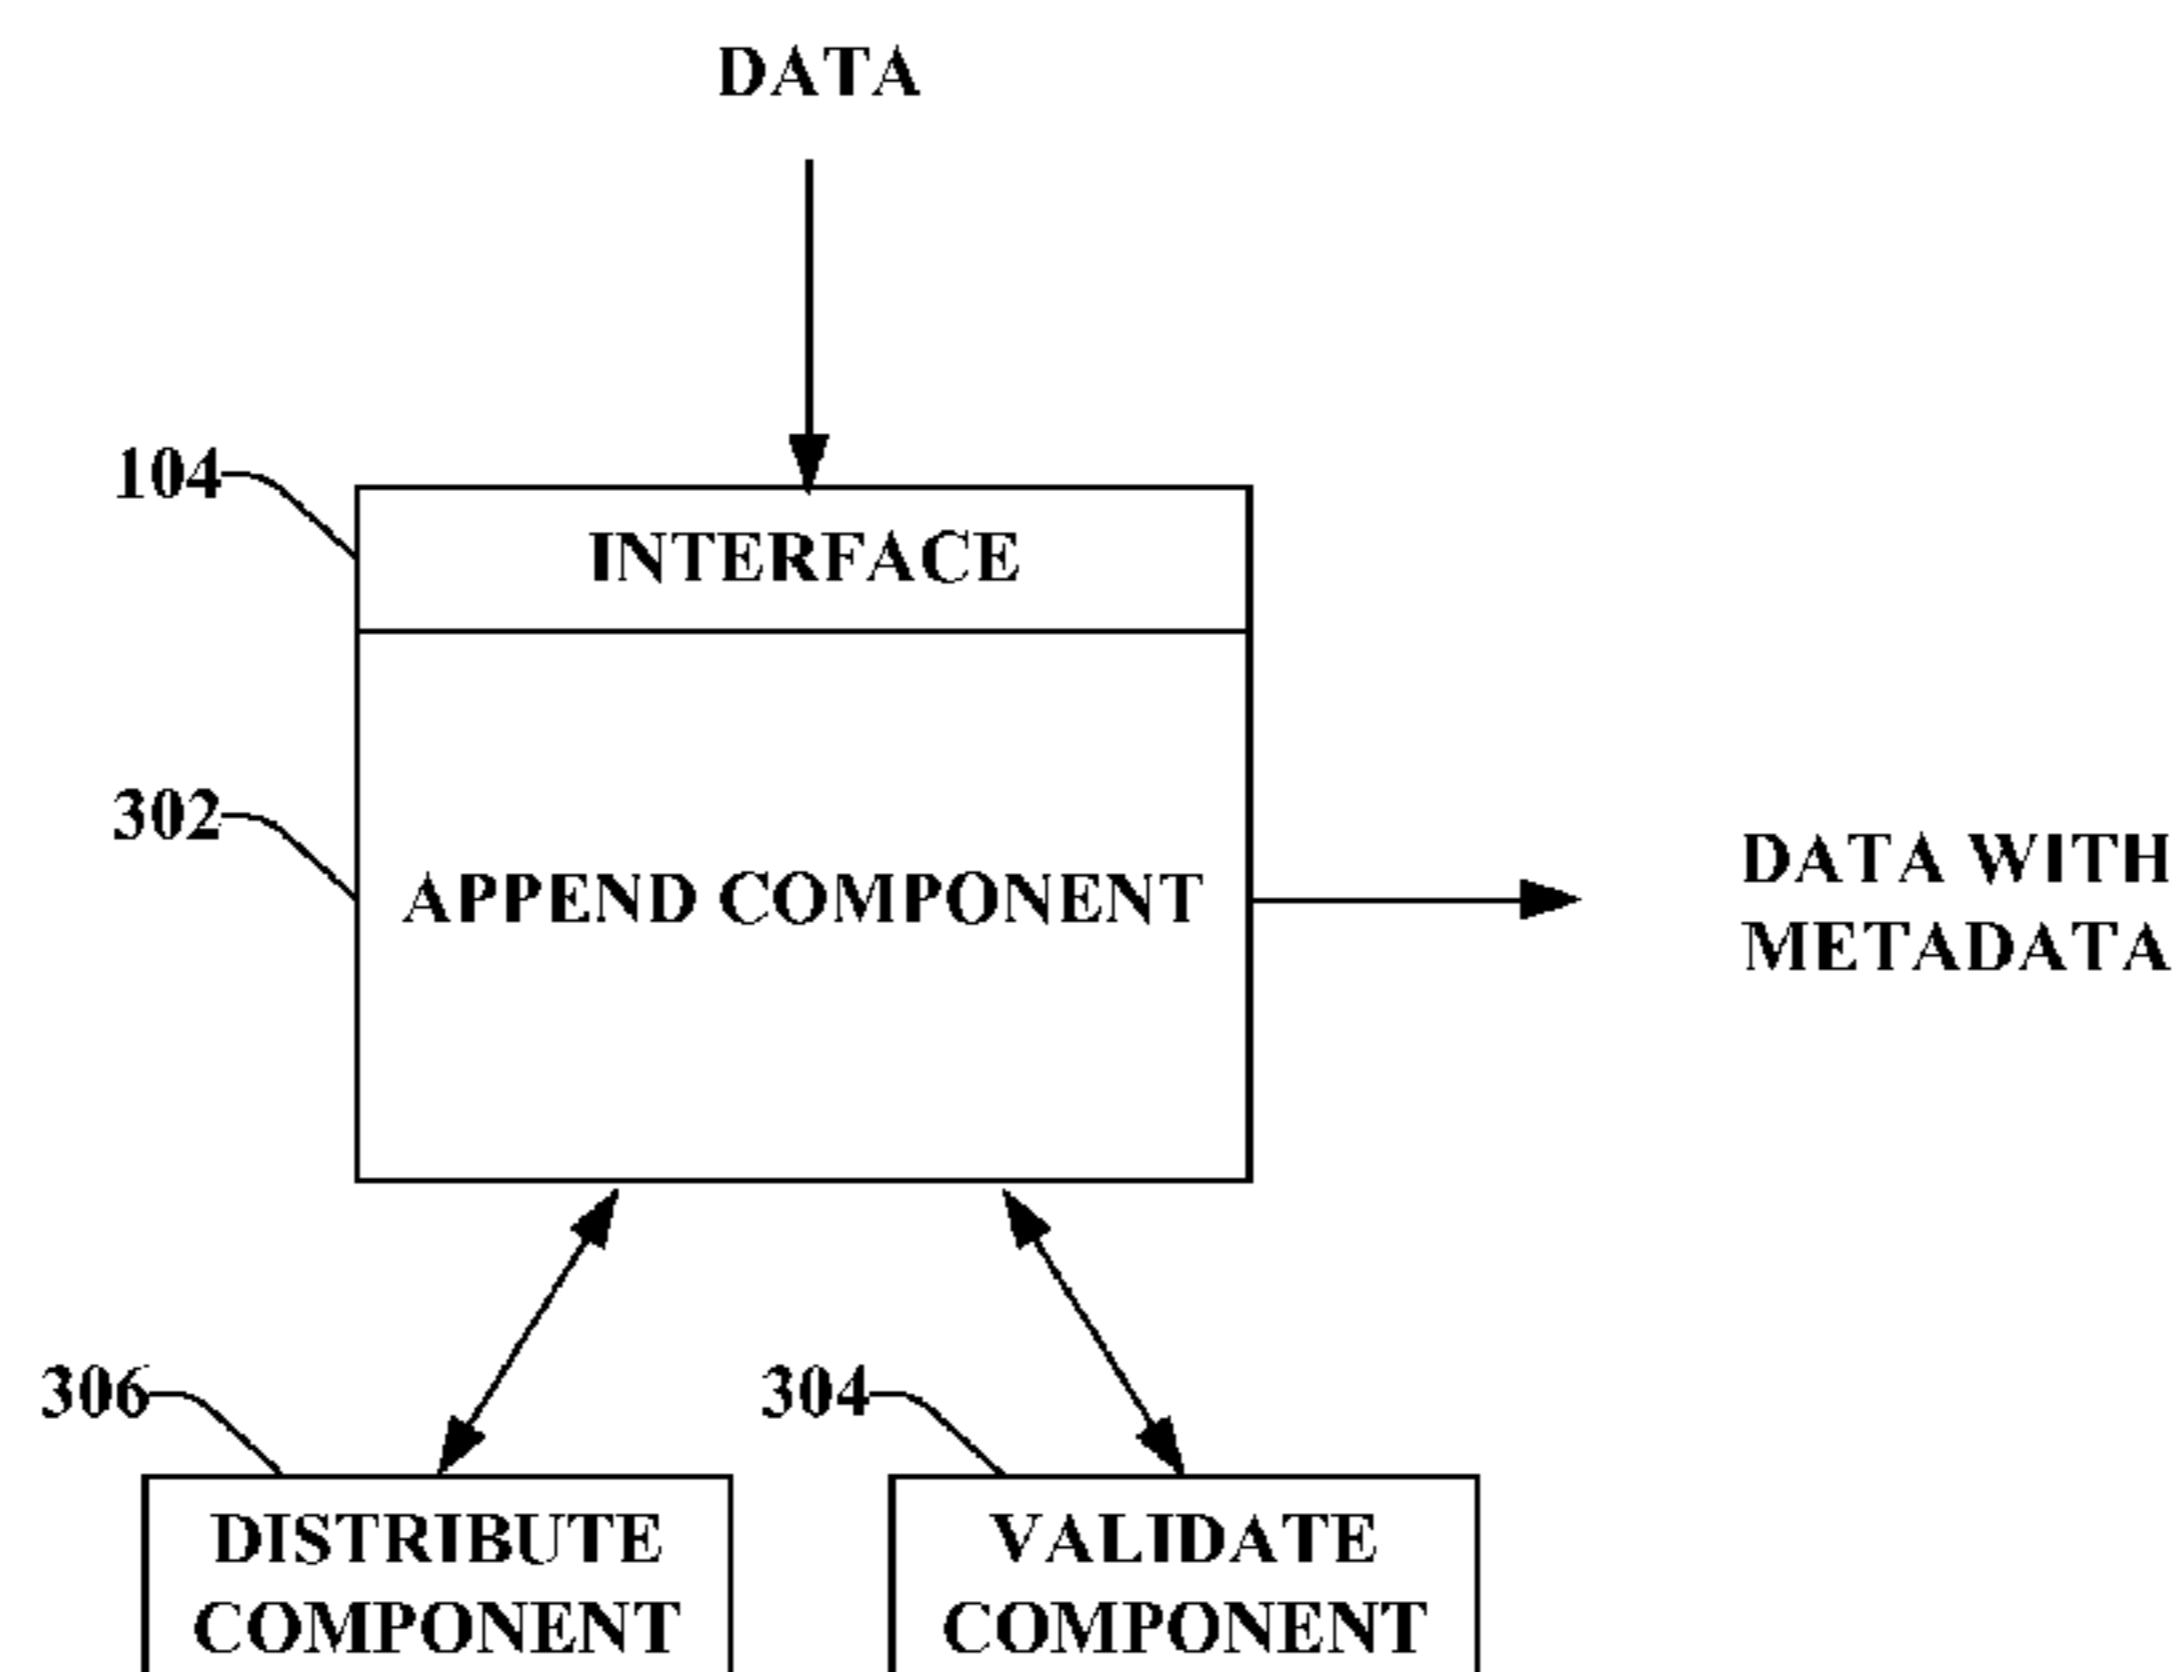 DATA
104
INTERFACE
302
APPEND COMPONENT
DATA WITH
METADATA
306
304
DISTRIBUTE
COMPONENT
VALIDATE
COMPONENT